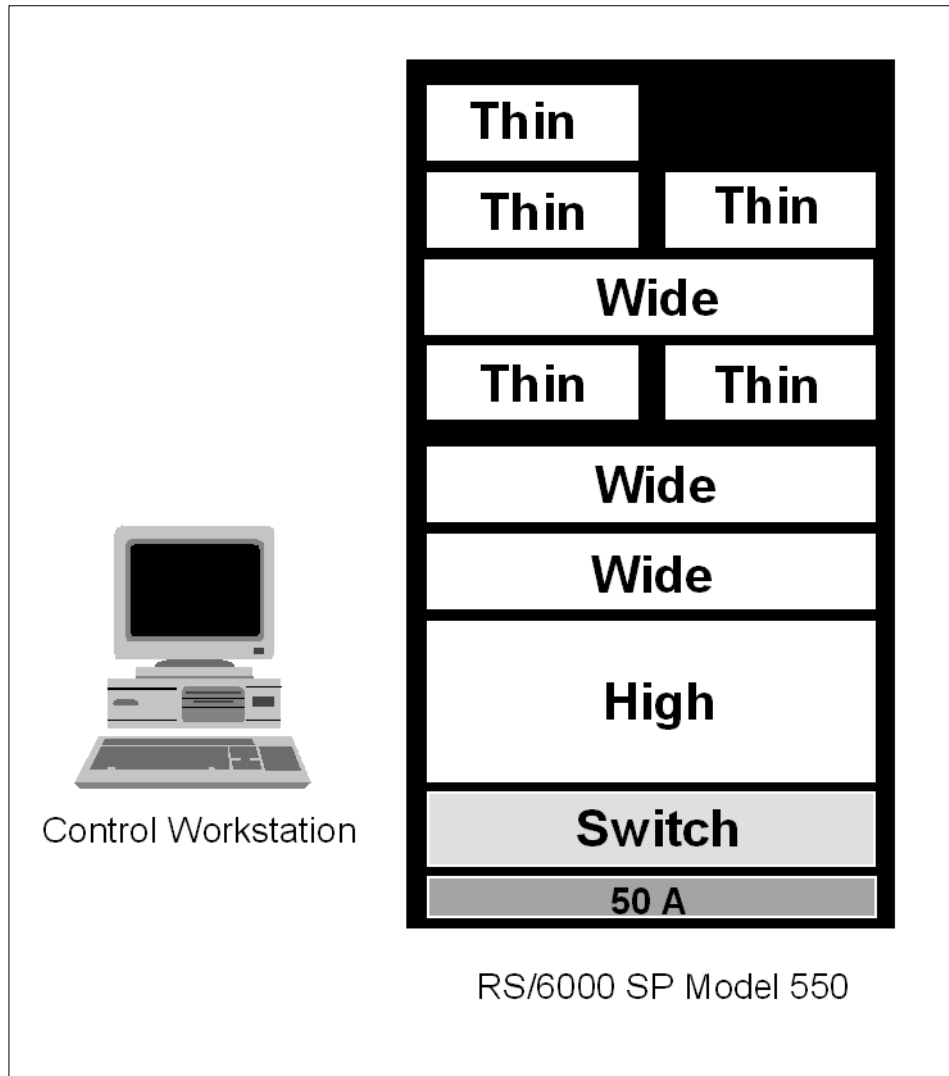 Thin
Thin Thin
Wide
Thin Thin
Wide
Wide
High
Switch
50 A
Control Workstation
RS/6000 SP Model 550